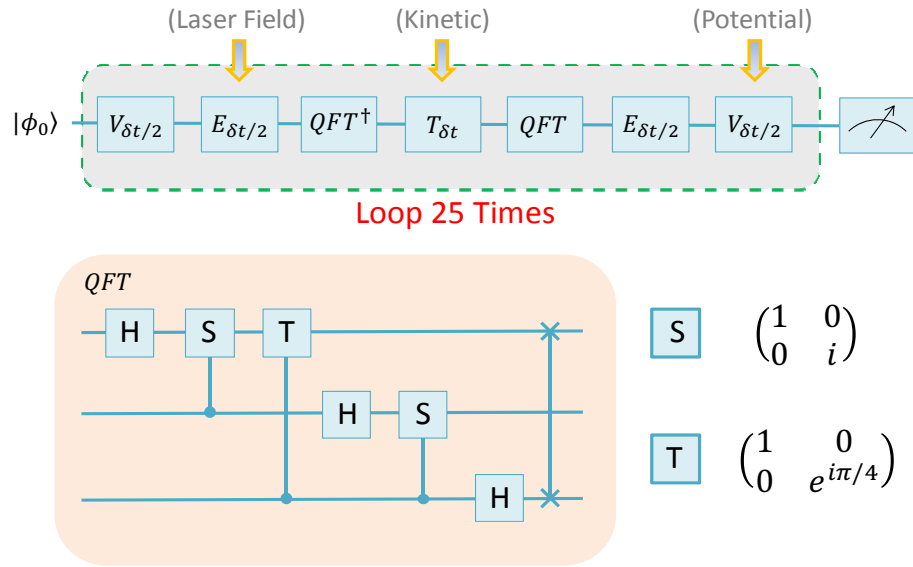 (Laser Field) (Kinetic) (Potential)
|ϕ₀⟩ V_{δt/2} E_{δt/2} QFT† T_{δt} QFT E_{δt/2} V_{δt/2}
Loop 25 Times
QFT
H S T
S (1 0
0 i)
H S
T (1 0
0 e^{iπ/4})
H